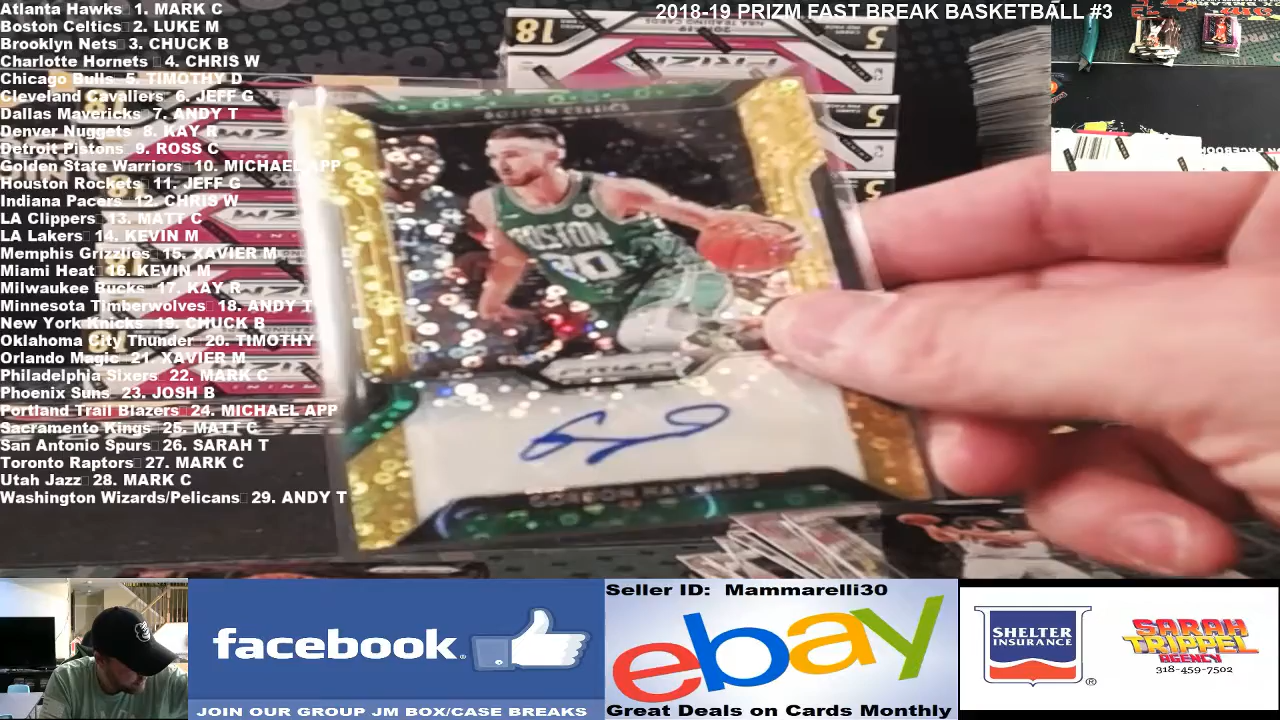 Atlanta Hawks 1. MARK C
Boston Celtics 2. LUKE M
Brooklyn Nets 3. CHUCK B
Charlotte Hornets 4. CHRIS W
Chicago Bulls 5. TIMOTHY D
Cleveland Cavaliers 6. JEFF G
Dallas Mavericks 7. ANDY T
Denver Nuggets 8. KAY R
Detroit Pistons 9. ROSS C
Golden State Warriors 10. MICHAEL APP
Houston Rockets 11. JEFF G
Indiana Pacers 12. CHRIS W
LA Clippers 13. MATT C
LA Lakers 14. KEVIN M
Memphis Grizzlies 15. XAVIER M
Miami Heat 16. KEVIN M
Milwaukee Bucks 17. KAY R
Minnesota Timberwolves 18. ANDY T
New York Knicks 19. CHUCK B
Oklahoma City Thunder 20. TIMOTHY
Orlando Magic 21. XAVIER M
Philadelphia Sixers 22. MARK C
Phoenix Suns 23. JOSH B
Portland Trail Blazers 24. MICHAEL APP
Sacramento Kings 25. MATT C
San Antonio Spurs 26. SARAH T
Toronto Raptors 27. MARK C
Utah Jazz 28. MARK C
Washington Wizards/Pelicans 29. ANDY T
2018-19 PRIZM FAST BREAK BASKETBALL #3
18
PRIZM
5
5
5
BOSTON CELTICS
BOSTON
20
GORDON HAYWARD
facebook.
JOIN OUR GROUP JM BOX/CASE BREAKS
Seller ID: Mammarelli30
ebay
Great Deals on Cards Monthly
SHELTER
INSURANCE
®
SARAH
TRIPPEL
AGENCY
318-459-7502